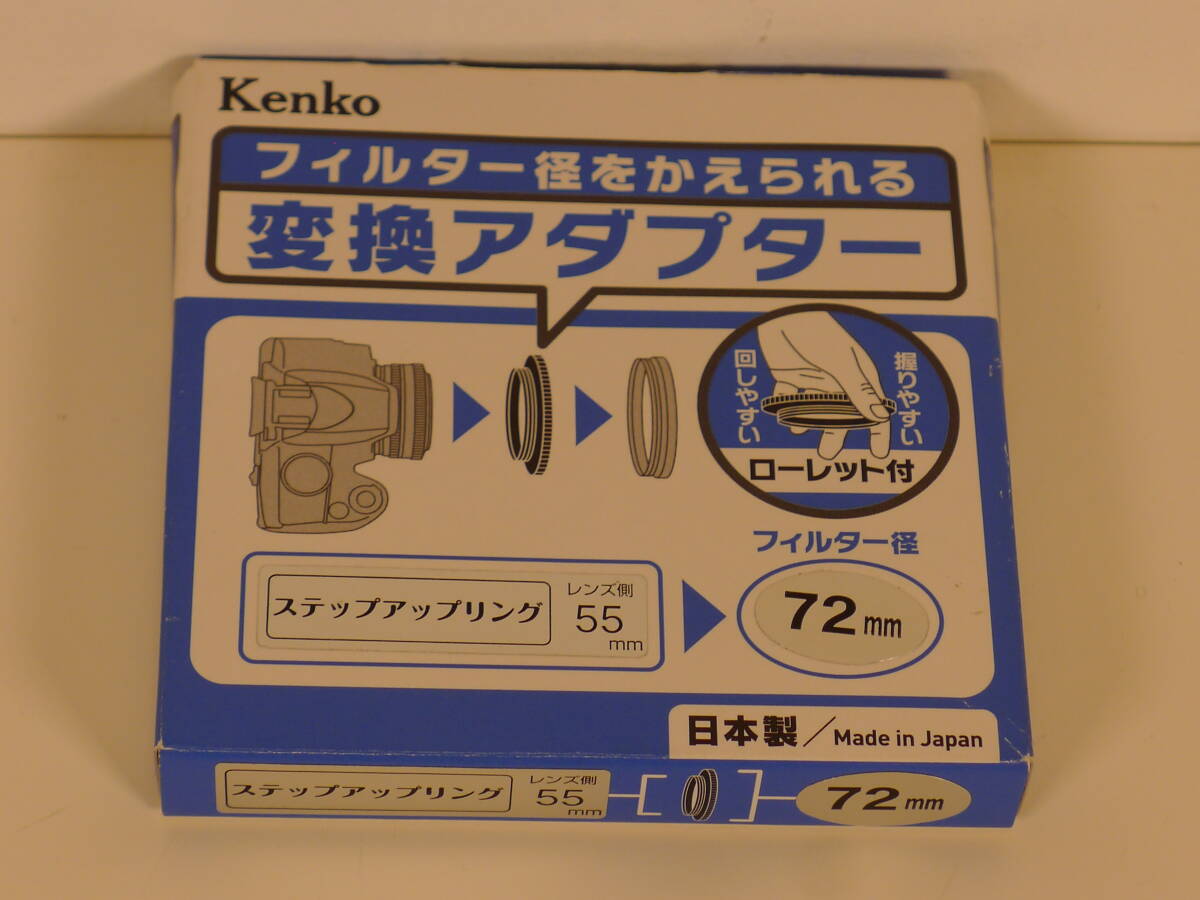 Kenko
フィルター径をかえられる
変換アダプター
回しやすい
握りやすい
ローレット付
フィルター径
ステップアップリング
レンズ側
55
mm
72mm
日本製/Made in Japan
ステップアップリング
レンズ側
55
mm
72mm